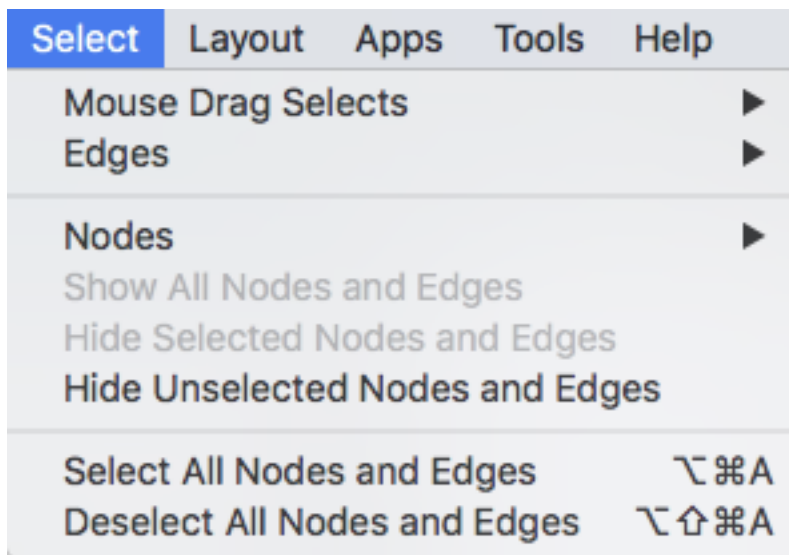 Select Layout Apps Tools Help
Mouse Drag Selects ▶
Edges ▶
Nodes ▶
Show All Nodes and Edges
Hide Selected Nodes and Edges
Hide Unselected Nodes and Edges
Select All Nodes and Edges ⌥⌘A
Deselect All Nodes and Edges ⌥⇧⌘A